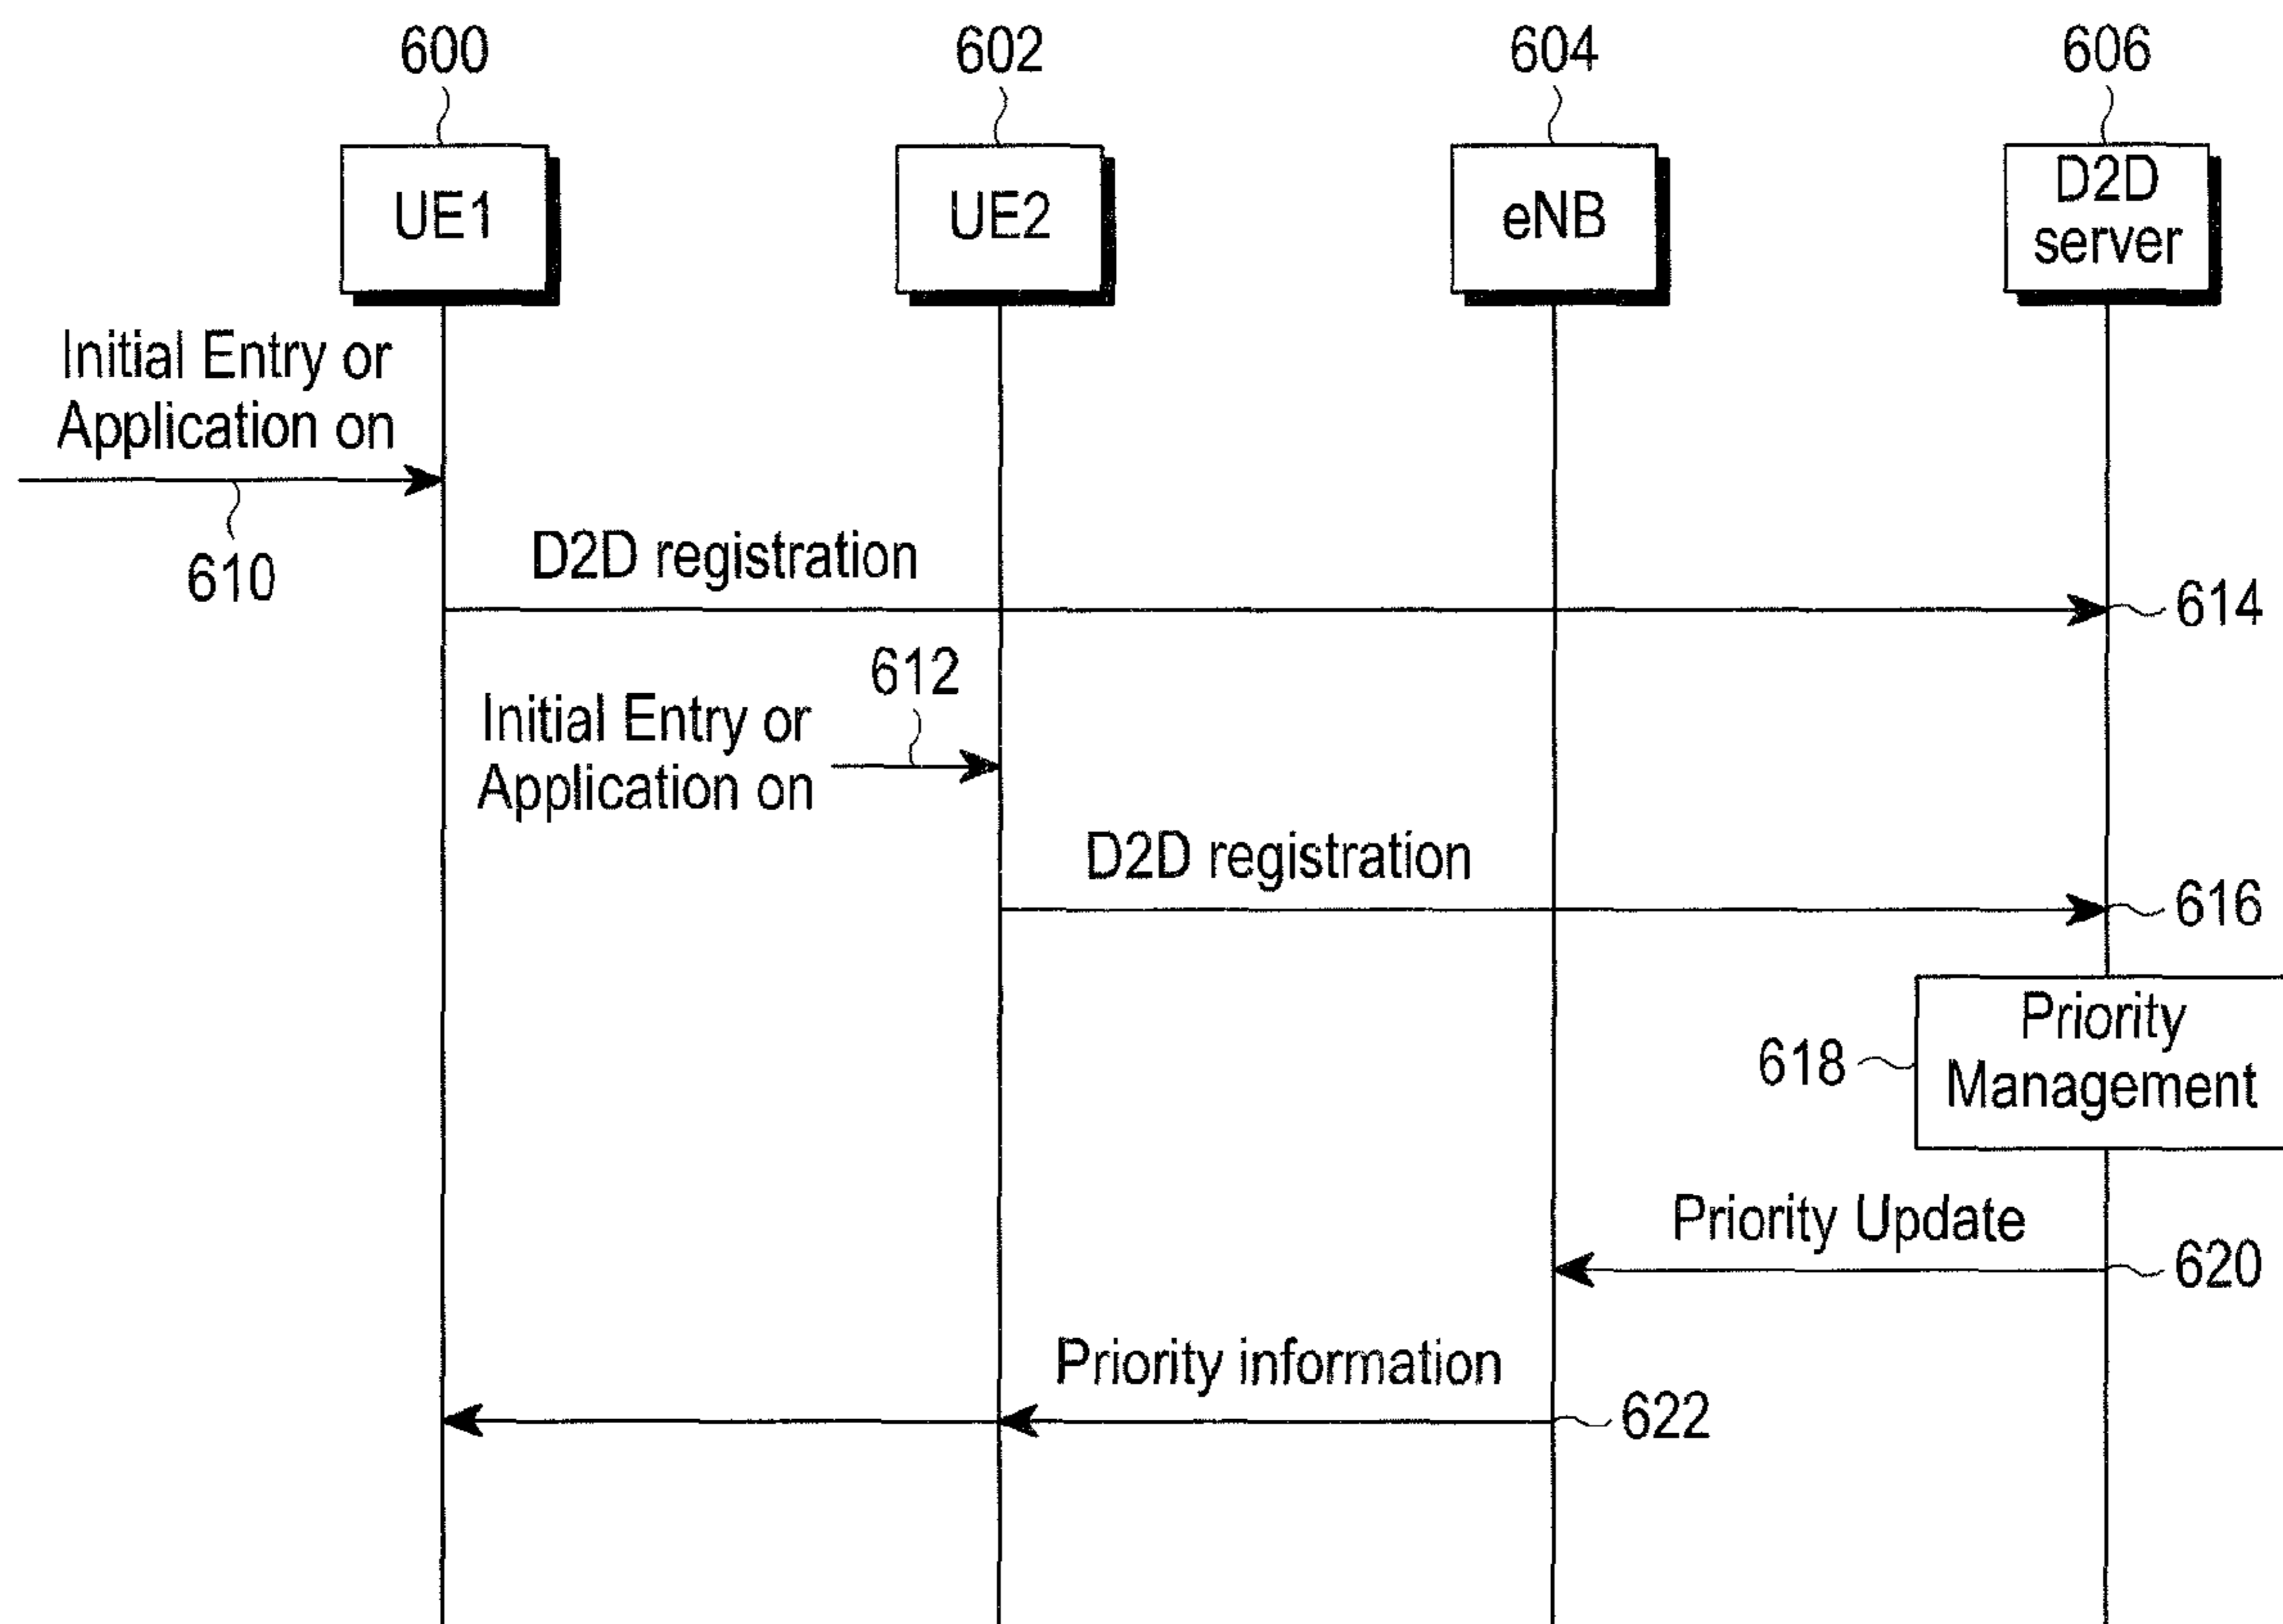 600
602
604
606
UE1
UE2
eNB
D2D
server
Initial Entry or
Application on
610
D2D registration
614
612
Initial Entry or
Application on
D2D registration
616
Priority
Management
618
Priority Update
620
Priority information
622